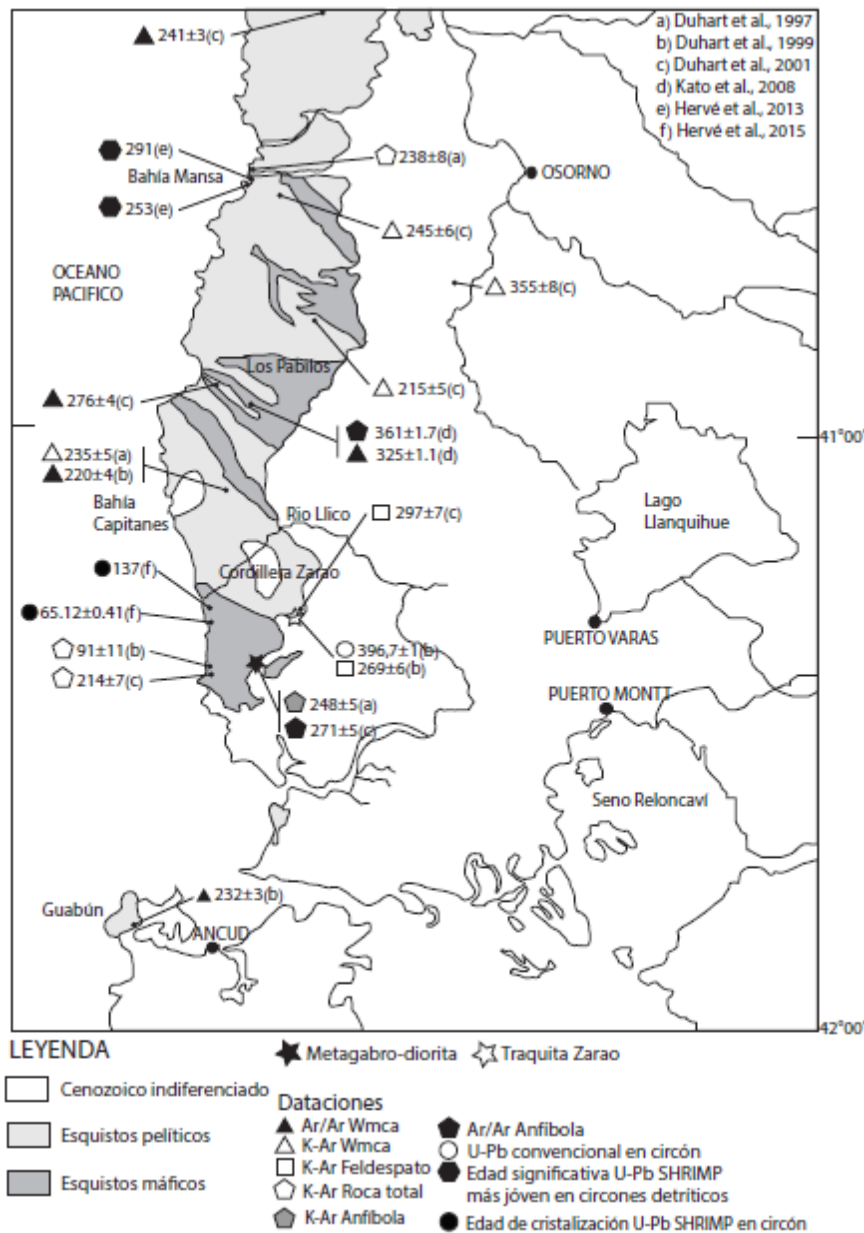 241±3(c)
a) Duhart et al., 1997
b) Duhart et al., 1999
c) Duhart et al., 2001
d) Kato et al., 2008
e) Hervé et al., 2013
f) Hervé et al., 2015
291(e)
Bahía Mansa
238(±8(a)
OSORNO
253(e)
245±6(c)
OCEANO
PACIFICO
355±8(c)
Los Pabilos
276±4(c)
215±5(c)
361±1.7(d)
325±1.1(d)
41°00'
235±5(a)
220±4(b)
Bahía
Capitanes
Rio Llico
297±7(c)
Lago
Llanquihue
Cordillera Zarao
137(f)
65.12±0.41(f)
91±11(b)
214±7(c)
396,7±1(b)
269±6(b)
PUERTO VARAS
248±5(a)
271±5(c)
PUERTO MONTT
Seno Reloncaví
Guabún
232±3(b)
ANCUD
42°00'
LEYENDA
Cenozoico indiferenciado
Esquistos pelíticos
Esquistos máficos
Metagabro-diorita
Traquita Zarao
Dataciones
Ar/Ar Wmca
K-Ar Wmca
K-Ar Feldespato
K-Ar Roca total
K-Ar Anfíbola
Ar/Ar Anfíbola
U-Pb convencional en circón
Edad significativa U-Pb SHRIMP
más jóven en circones detríticos
Edad de cristalización U-Pb SHRIMP en circón